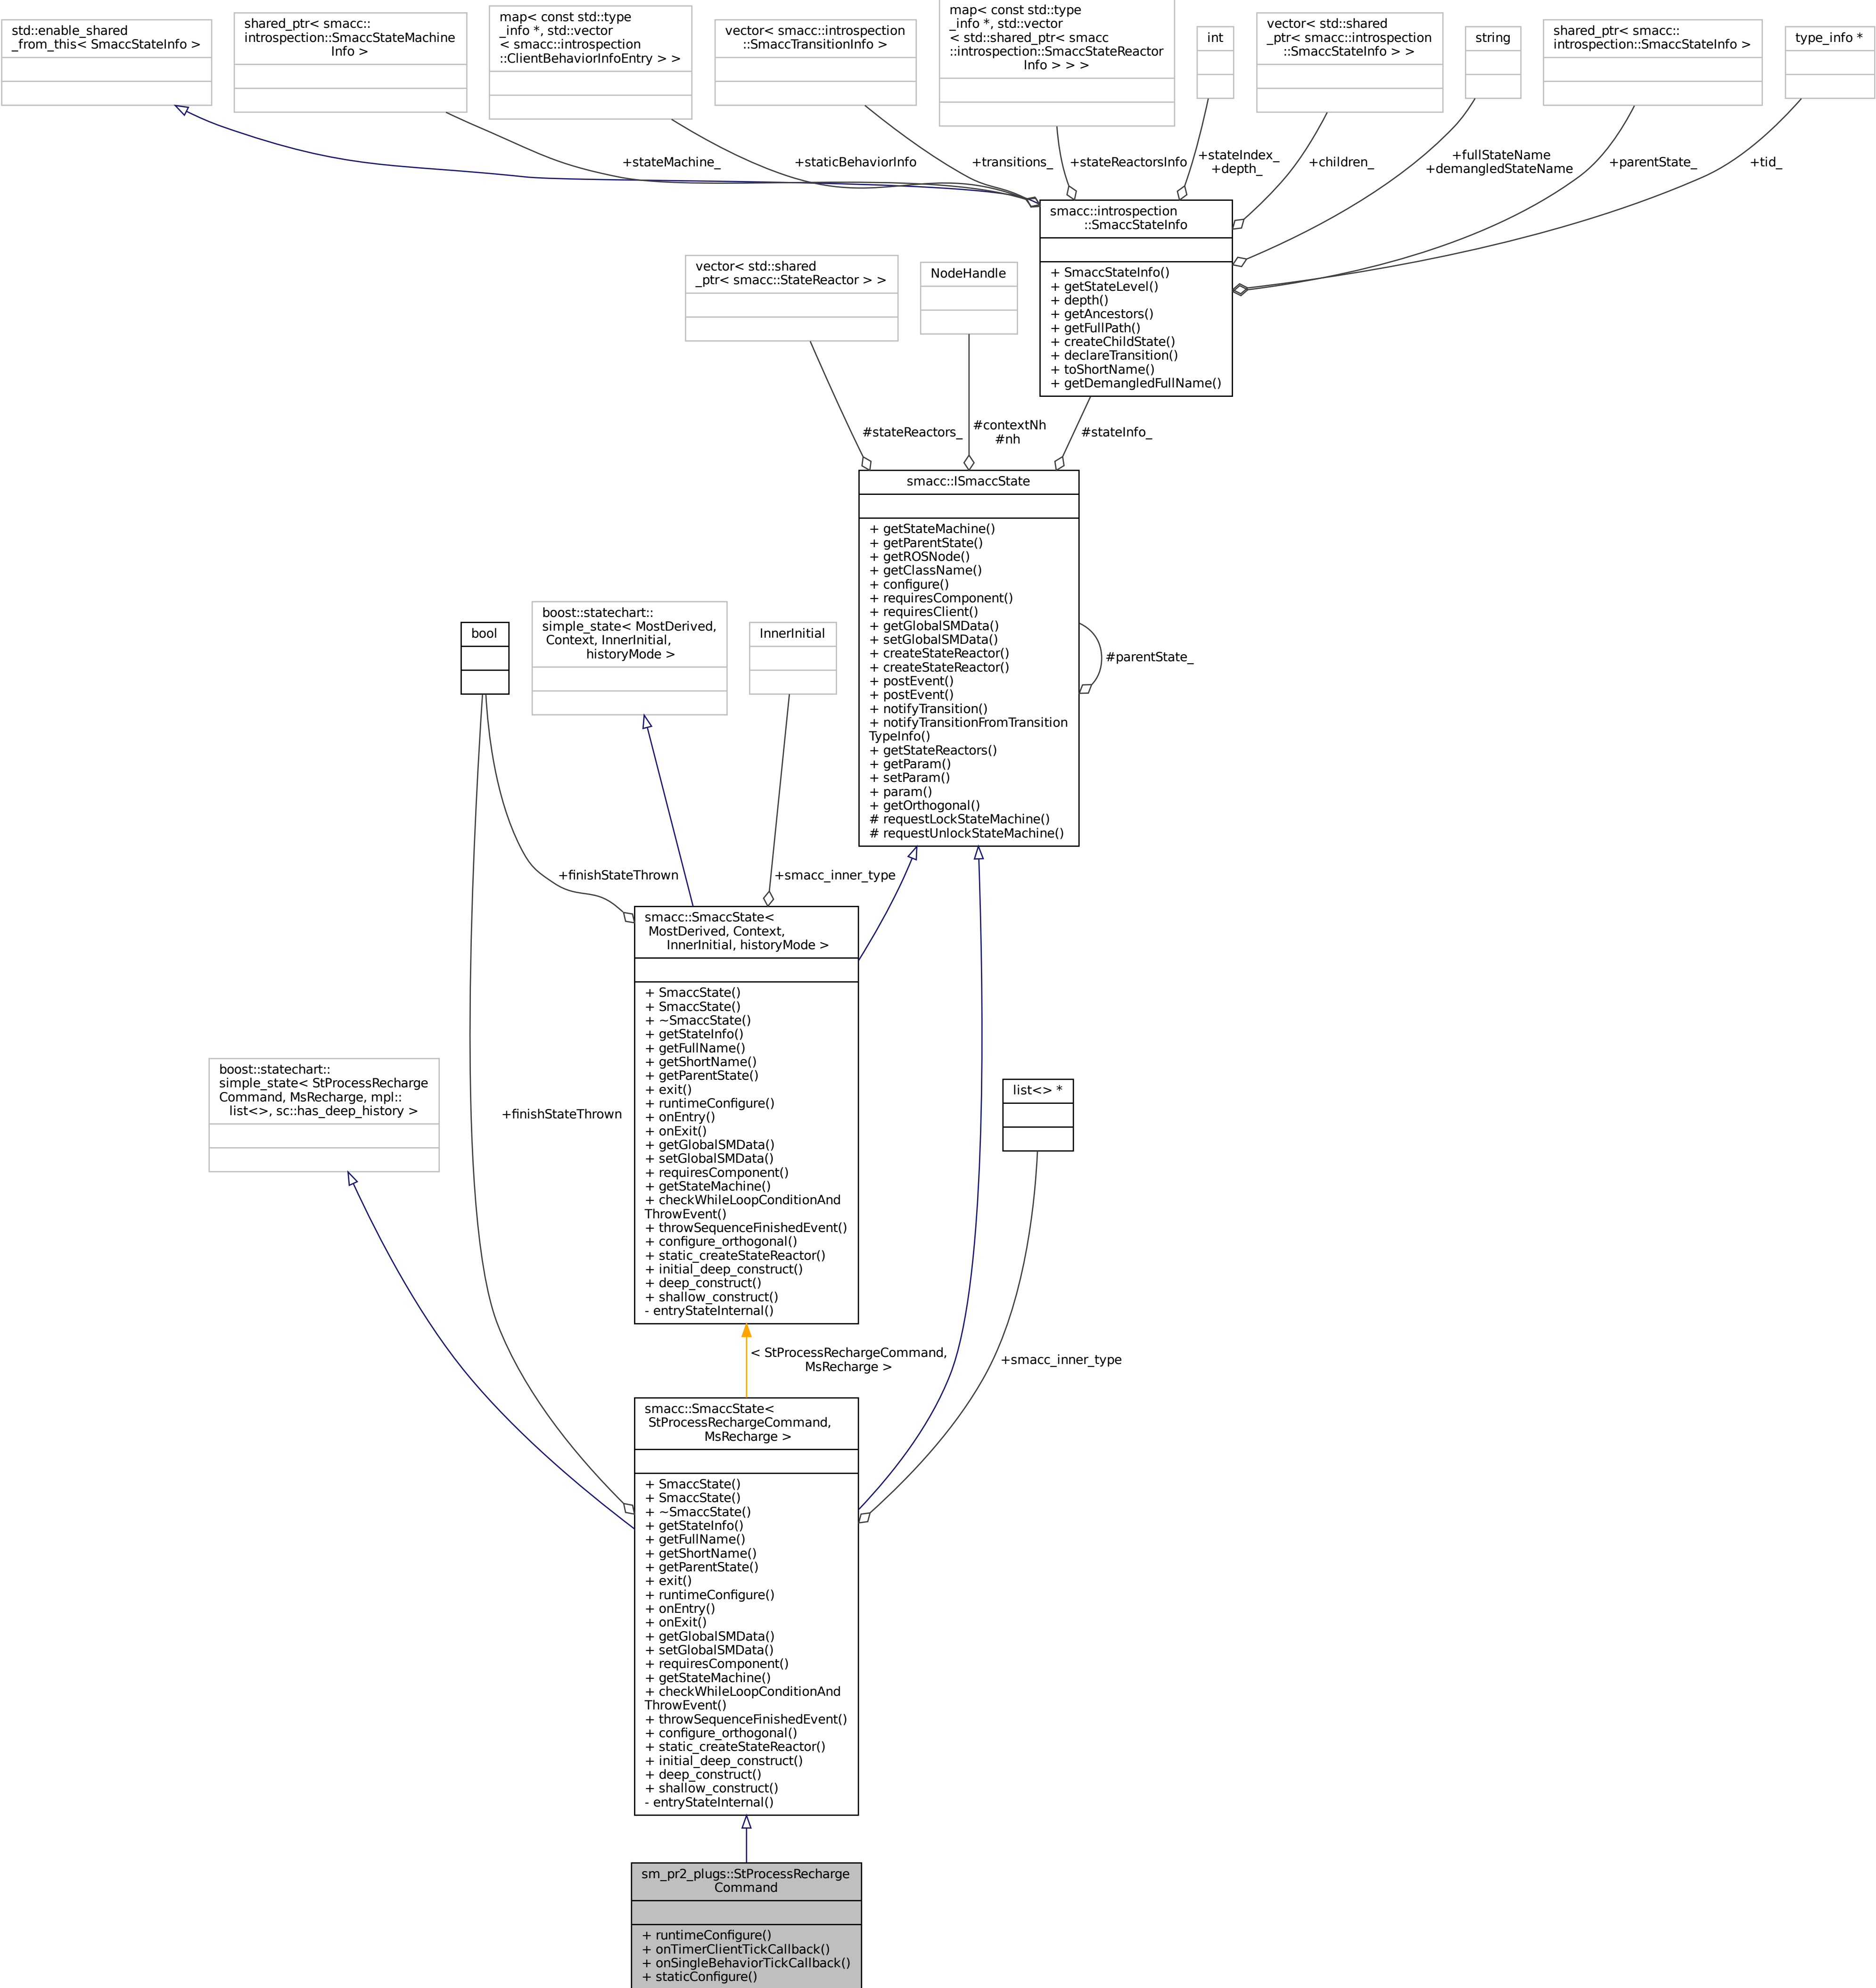 std::enable_shared
_from_this< SmaccStateInfo >
shared_ptr< smacc::
introspection::SmaccStateMachine
Info >
map< const std::type
_info *, std::vector
< smacc::introspection
::ClientBehaviorInfoEntry > >
vector< smacc::introspection
::SmaccTransitionInfo >
map< const std::type
_info *, std::vector
< std::shared_ptr< smacc
::introspection::SmaccStateReactor
Info > > >
int
vector< std::shared
_ptr< smacc::introspection
::SmaccStateInfo > >
string
shared_ptr< smacc::
introspection::SmaccStateInfo >
type_info *
+stateMachine_
+staticBehaviorInfo
+transitions_
+stateReactorsInfo
+stateIndex_
+depth_
+children_
+fullStateName
+demangledStateName
+parentState_
+tid_
smacc::introspection
::SmaccStateInfo
+ SmaccStateInfo()
+ getStateLevel()
+ depth()
+ getAncestors()
+ getFullPath()
+ createChildState()
+ declareTransition()
+ toShortName()
+ getDemangledFullName()
vector< std::shared
_ptr< smacc::StateReactor > >
NodeHandle
#stateReactors_
#contextNh
#nh
#stateInfo_
smacc::ISmaccState
+ getStateMachine()
+ getParentState()
+ getROSNode()
+ getClassName()
+ configure()
+ requiresComponent()
+ requiresClient()
+ getGlobalSMData()
+ setGlobalSMData()
+ createStateReactor()
+ createStateReactor()
+ postEvent()
+ postEvent()
+ notifyTransition()
+ notifyTransitionFromTransition
TypeInfo()
+ getStateReactors()
+ getParam()
+ setParam()
+ param()
+ getOrthogonal()
# requestLockStateMachine()
# requestUnlockStateMachine()
#parentState_
bool
boost::statechart::
simple_state< MostDerived,
Context, InnerInitial,
historyMode >
InnerInitial
+finishStateThrown
+smacc_inner_type
smacc::SmaccState<
MostDerived, Context,
InnerInitial, historyMode >
+ SmaccState()
+ SmaccState()
+ ~SmaccState()
+ getStateInfo()
+ getFullName()
+ getShortName()
+ getParentState()
+ exit()
+ runtimeConfigure()
+ onEntry()
+ onExit()
+ getGlobalSMData()
+ setGlobalSMData()
+ requiresComponent()
+ getStateMachine()
+ checkWhileLoopConditionAnd
ThrowEvent()
+ throwSequenceFinishedEvent()
+ configure_orthogonal()
+ static_createStateReactor()
+ initial_deep_construct()
+ deep_construct()
+ shallow_construct()
- entryStateInternal()
boost::statechart::
simple_state< StProcessRecharge
Command, MsRecharge, mpl::
list<>, sc::has_deep_history >
+finishStateThrown
list<> *
< StProcessRechargeCommand,
MsRecharge >
+smacc_inner_type
smacc::SmaccState<
StProcessRechargeCommand,
MsRecharge >
+ SmaccState()
+ SmaccState()
+ ~SmaccState()
+ getStateInfo()
+ getFullName()
+ getShortName()
+ getParentState()
+ exit()
+ runtimeConfigure()
+ onEntry()
+ onExit()
+ getGlobalSMData()
+ setGlobalSMData()
+ requiresComponent()
+ getStateMachine()
+ checkWhileLoopConditionAnd
ThrowEvent()
+ throwSequenceFinishedEvent()
+ configure_orthogonal()
+ static_createStateReactor()
+ initial_deep_construct()
+ deep_construct()
+ shallow_construct()
- entryStateInternal()
sm_pr2_plugs::StProcessRecharge
Command
+ runtimeConfigure()
+ onTimerClientTickCallback()
+ onSingleBehaviorTickCallback()
+ staticConfigure()